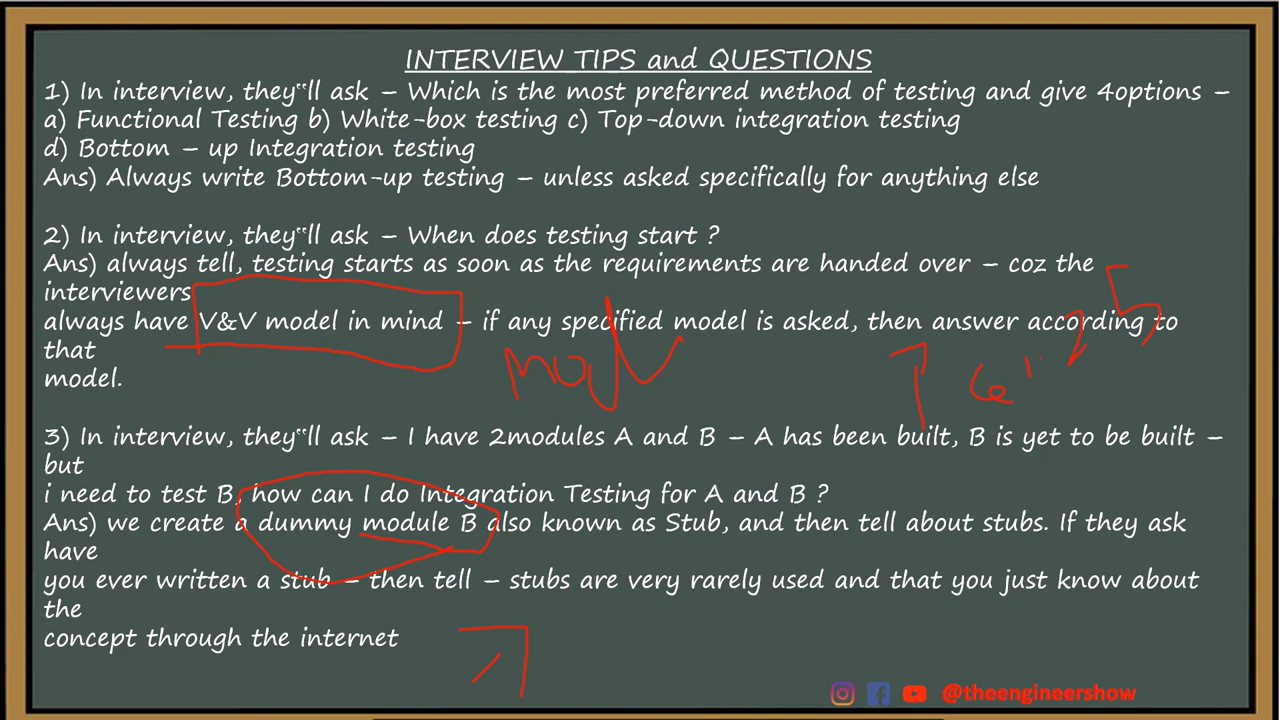 INTERVIEW TIPS and QUESTIONS
1) In interview, they‟ll ask – Which is the most preferred method of testing and give 4options –
a) Functional Testing b) White-box testing c) Top-down integration testing
d) Bottom – up Integration testing
Ans) Always write Bottom-up testing – unless asked specifically for anything else
2) In interview, they‟ll ask – When does testing start ?
Ans) always tell, testing starts as soon as the requirements are handed over – coz the
interviewers
always have V&V model in mind – if any specified model is asked, then answer according to
that
model.
3) In interview, they‟ll ask – I have 2modules A and B – A has been built, B is yet to be built –
but
i need to test B, how can I do Integration Testing for A and B ?
Ans) we create a dummy module B also known as Stub, and then tell about stubs. If they ask
have
you ever written a stub – then tell – stubs are very rarely used and that you just know about
the
concept through the internet
@theengineershow